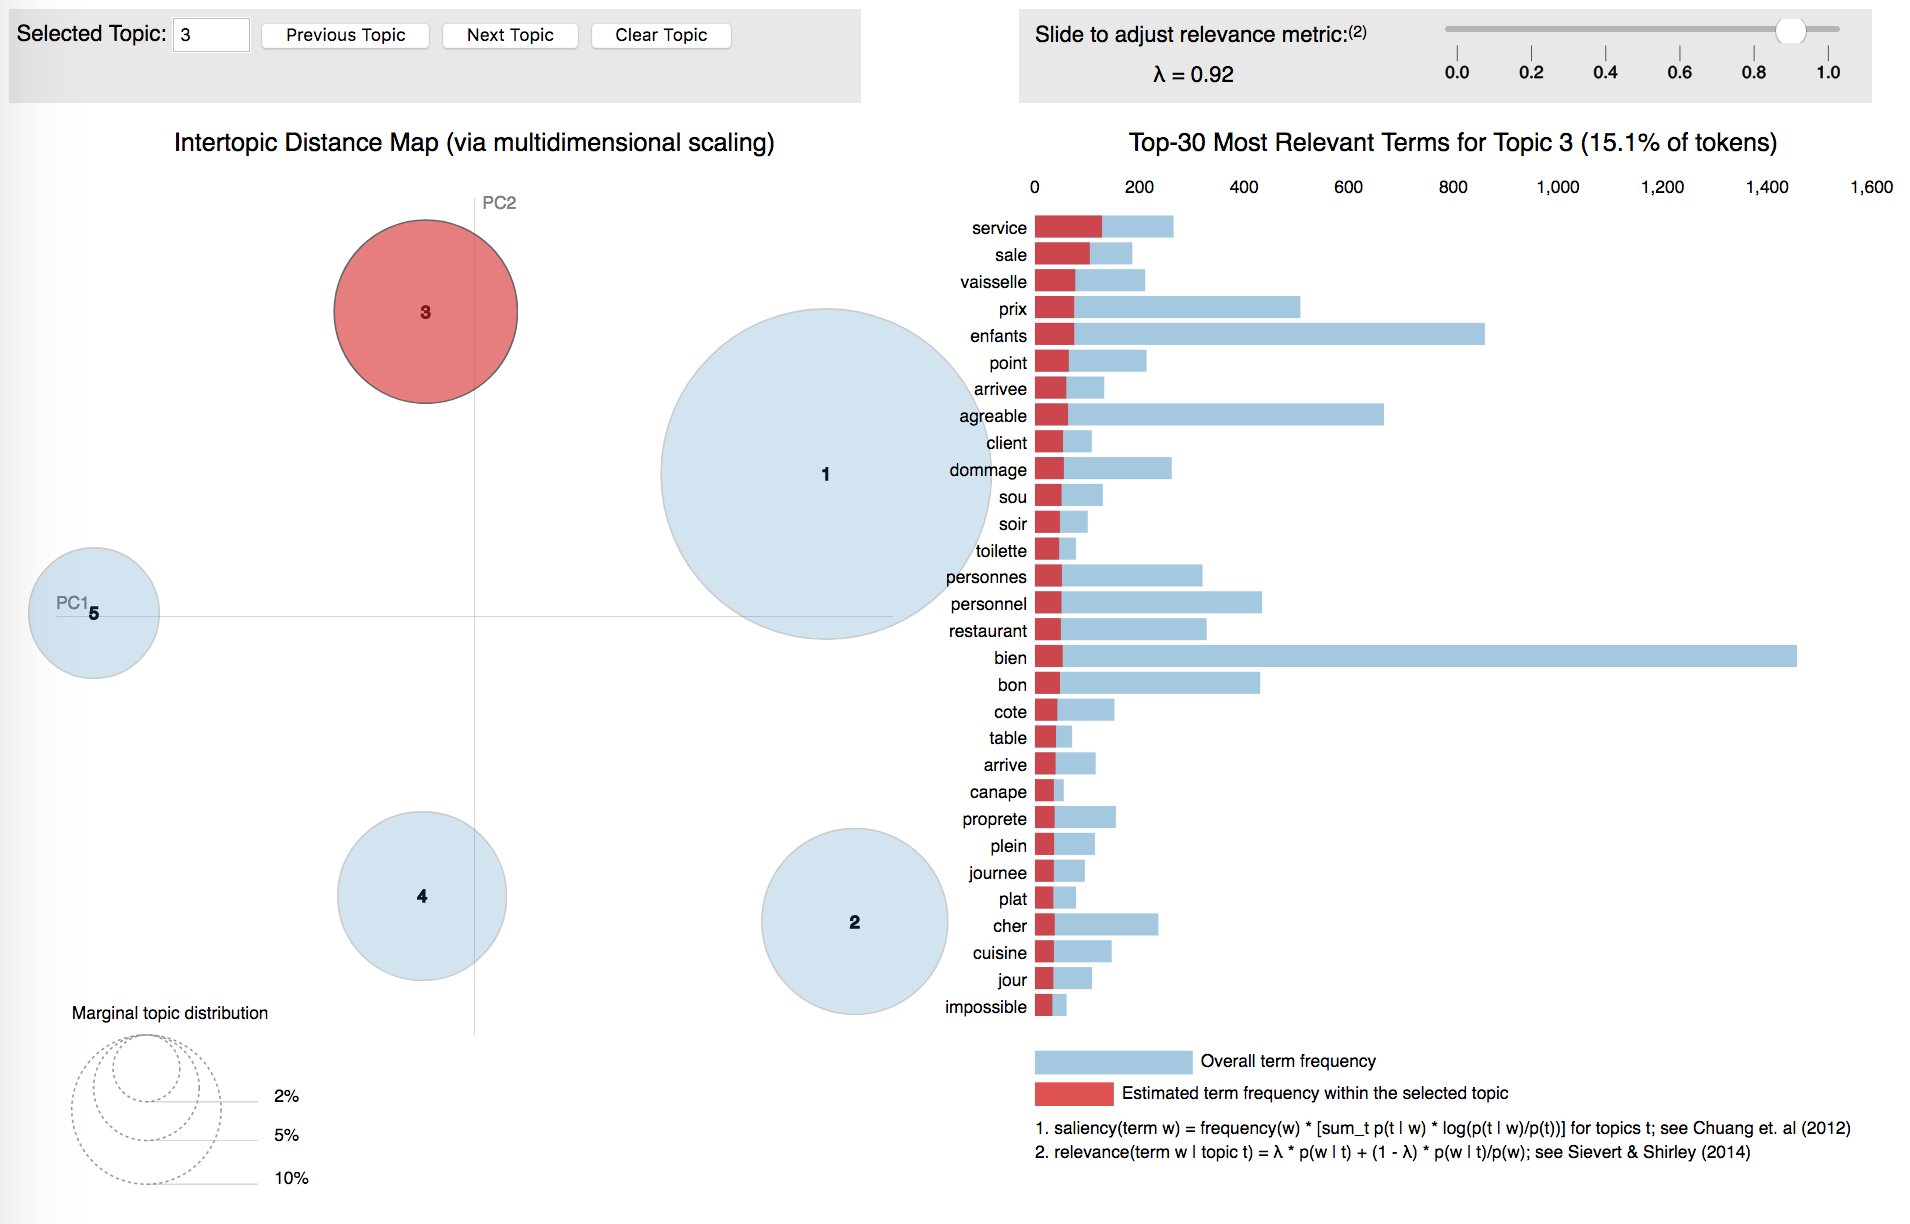 Selected Topic: 3 Previous Topic Next Topic Clear Topic
Slide to adjust relevance metric:(2)
λ = 0.92
0.0 0.2 0.4 0.6 0.8 1.0
Intertopic Distance Map (via multidimensional scaling)
PC2
3
1
PC1
5
4
2
Marginal topic distribution
2%
5%
10%
Top-30 Most Relevant Terms for Topic 3 (15.1% of tokens)
0 200 400 600 800 1,000 1,200 1,400 1,600
service
sale
vaisselle
prix
enfants
point
arrivee
agreable
client
dommage
sou
soir
toilette
personnes
personnel
restaurant
bien
bon
cote
table
arrive
canape
proprete
plein
journee
plat
cher
cuisine
jour
impossible
Overall term frequency
Estimated term frequency within the selected topic
1. saliency(term w) = frequency(w) * [sum_t p(t | w) * log(p(t | w)/p(t))] for topics t; see Chuang et. al (2012)
2. relevance(term w | topic t) = λ * p(w | t) + (1 - λ) * p(w | t)/p(w); see Sievert & Shirley (2014)